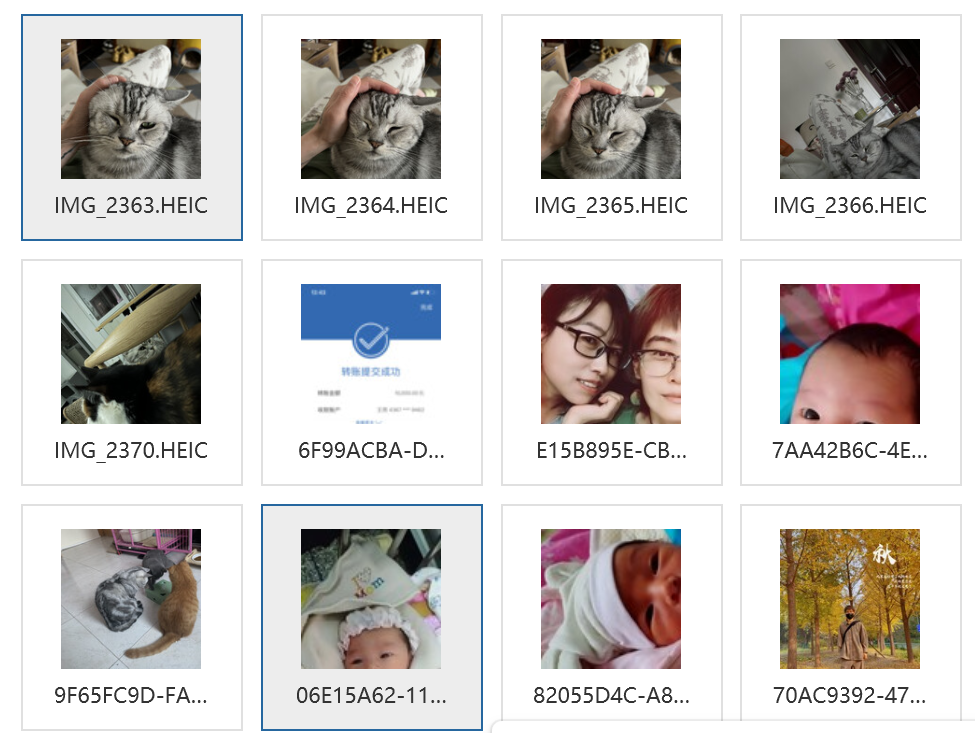 IMG_2363.HEIC
IMG_2364.HEIC
IMG_2365.HEIC
IMG_2366.HEIC
转账提交成功
IMG_2370.HEIC
6F99ACBA-D...
E15B895E-CB...
7AA42B6C-4E...
秋
9F65FC9D-FA...
06E15A62-11...
82055D4C-A8...
70AC9392-47...